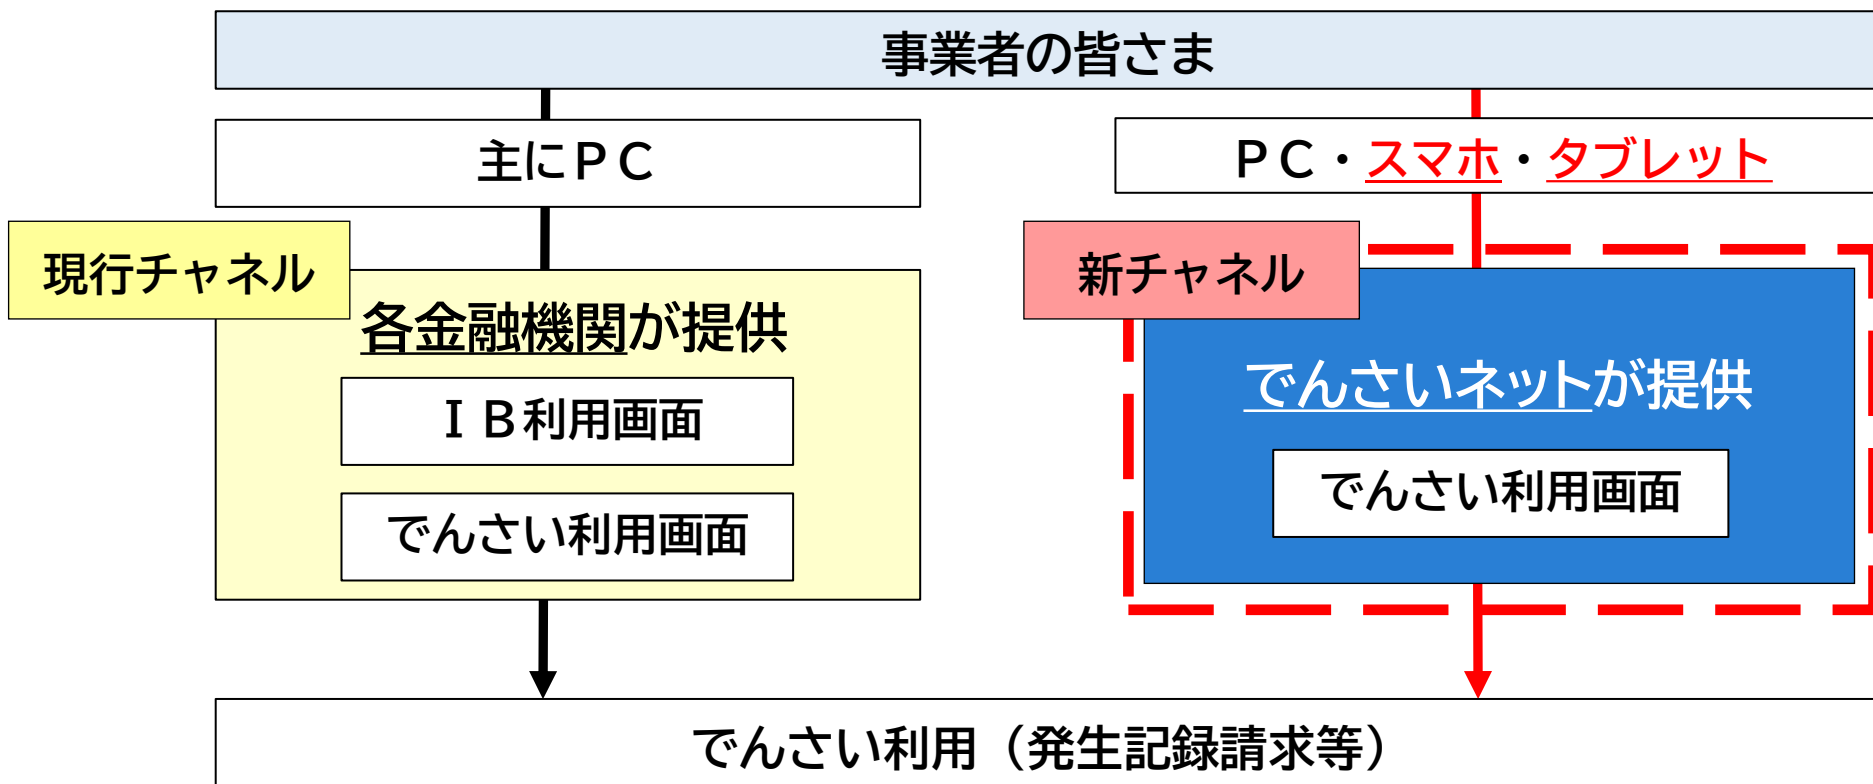 事業者の皆さま
主にＰＣ
ＰＣ・スマホ・タブレット
現行チャネル
各金融機関が提供
ＩＢ利用画面
でんさい利用画面
新チャネル
でんさいネットが提供
でんさい利用画面
でんさい利用（発生記録請求等）